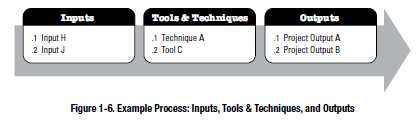 Inputs
.1 Input H
.2 Input J
Tools & Techniques
.1 Technique A
.2 Tool C
Outputs
.1 Project Output A
.2 Project Output B
Figure 1-6. Example Process: Inputs, Tools & Techniques, and Outputs